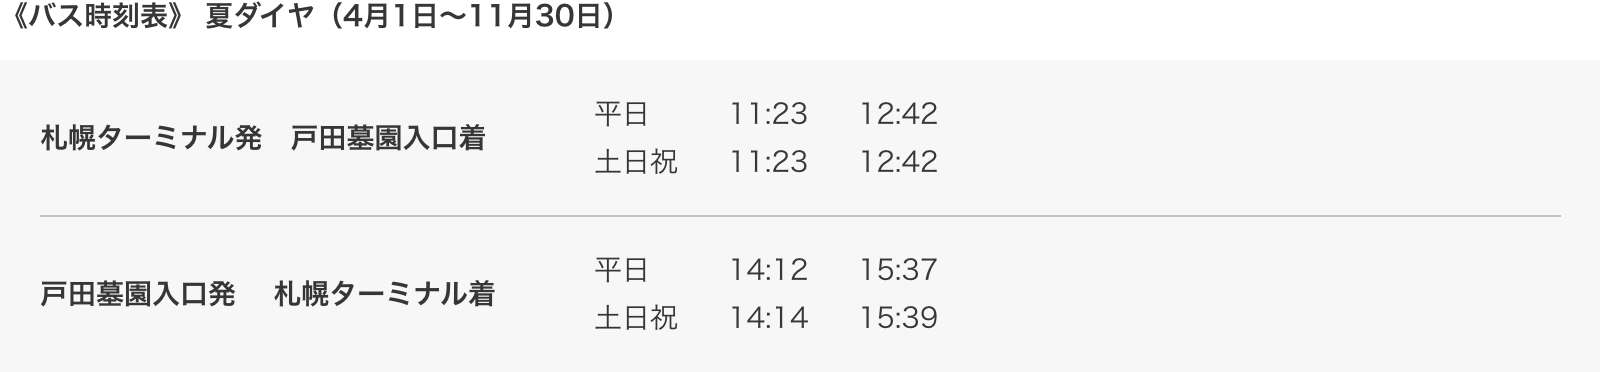 《バス時刻表》 夏ダイヤ（4月1日〜11月30日）
札幌ターミナル発　戸田墓園入口着
平日 11:23 12:42
土日祝 11:23 12:42
戸田墓園入口発　札幌ターミナル着
平日 14:12 15:37
土日祝 14:14 15:39